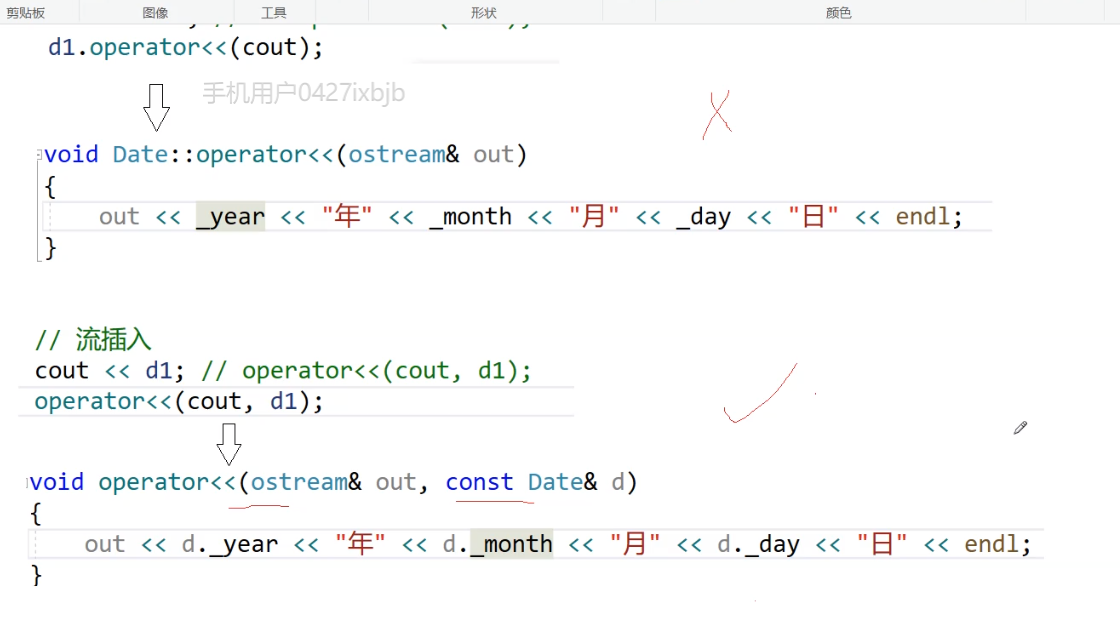 剪贴板 图像 工具 形状 颜色
d1.operator<<(cout);
手机用户0427ixbjb
void Date::operator<<(ostream& out)
{
out << _year << "年" << _month << "月" << _day << "日" << endl;
}
// 流插入
cout << d1; // operator<<(cout, d1);
operator<<(cout, d1);
void operator<<(ostream& out, const Date& d)
{
out << d._year << "年" << d._month << "月" << d._day << "日" << endl;
}